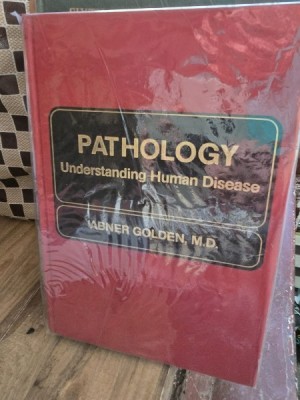 PATHOLOGY
Understanding Human Disease
ABNER GOLDEN, M.D.